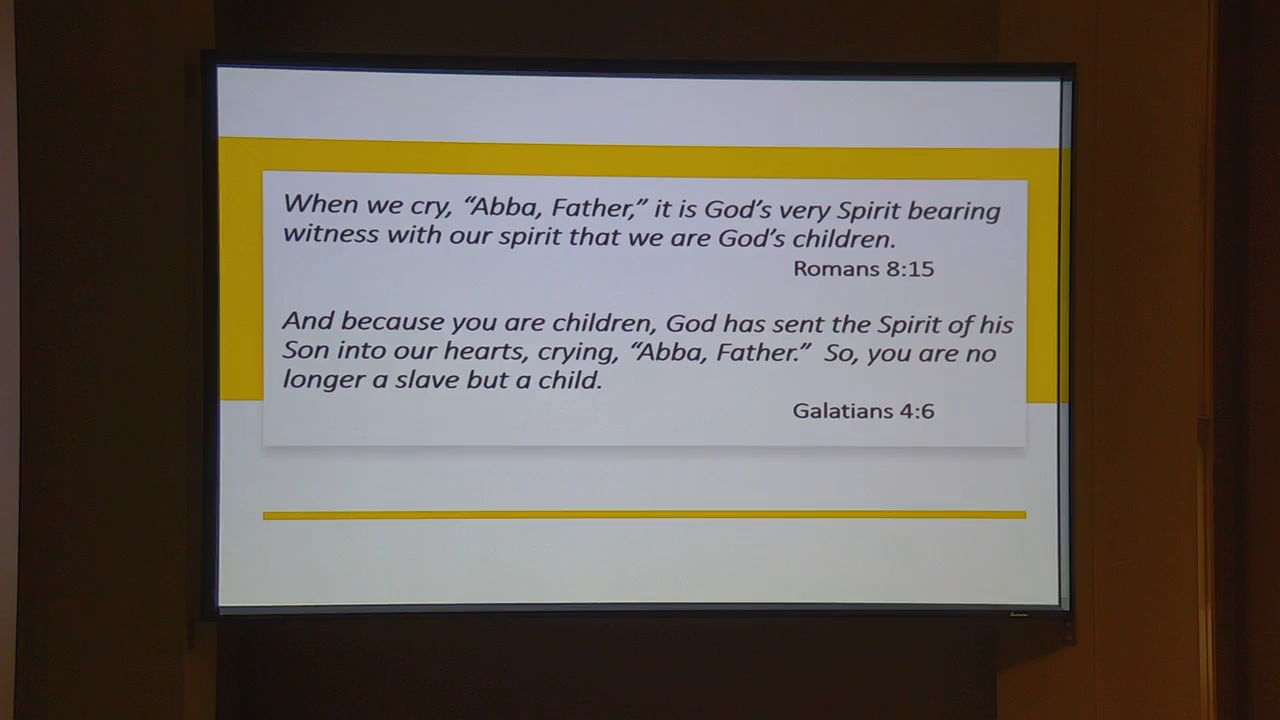 When we cry, “Abba, Father,” it is God’s very Spirit bearing
witness with our spirit that we are God’s children.
Romans 8:15
And because you are children, God has sent the Spirit of his
Son into our hearts, crying, “Abba, Father.” So, you are no
longer a slave but a child.
Galatians 4:6